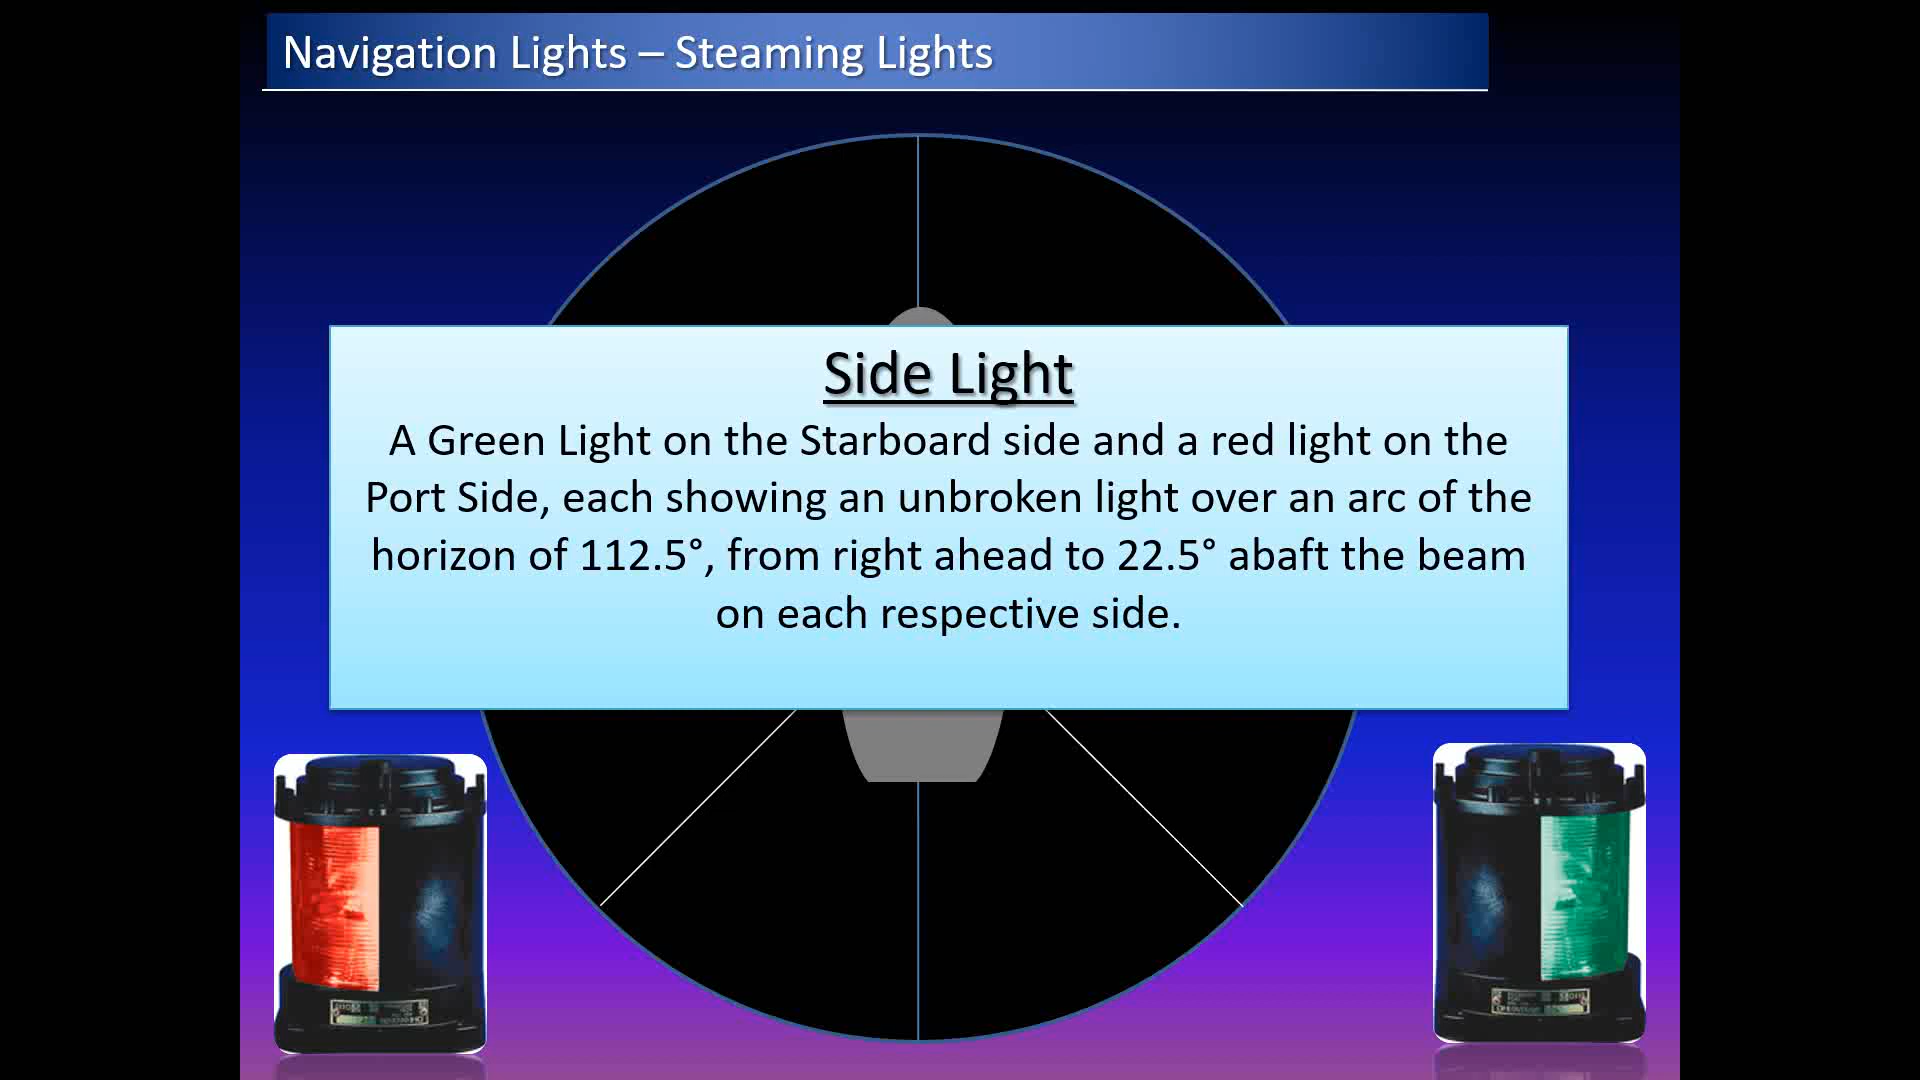 Navigation Lights – Steaming Lights
Side Light
A Green Light on the Starboard side and a red light on the
Port Side, each showing an unbroken light over an arc of the
horizon of 112.5°, from right ahead to 22.5° abaft the beam
on each respective side.